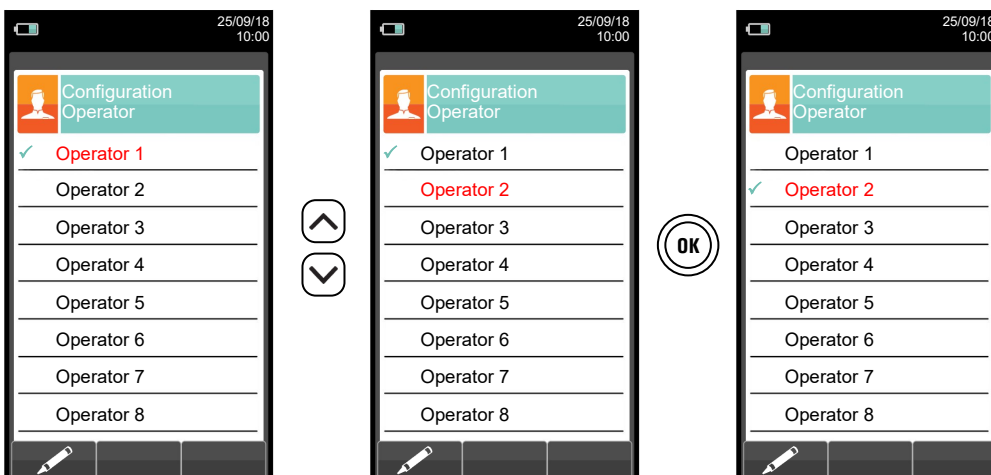 25/09/18
10:00
Configuration
Operator
Operator 1
Operator 2
Operator 3
Operator 4
Operator 5
Operator 6
Operator 7
Operator 8
25/09/18
10:00
Configuration
Operator
Operator 1
Operator 2
Operator 3
Operator 4
Operator 5
Operator 6
Operator 7
Operator 8
OK
25/09/18
10:00
Configuration
Operator
Operator 1
Operator 2
Operator 3
Operator 4
Operator 5
Operator 6
Operator 7
Operator 8